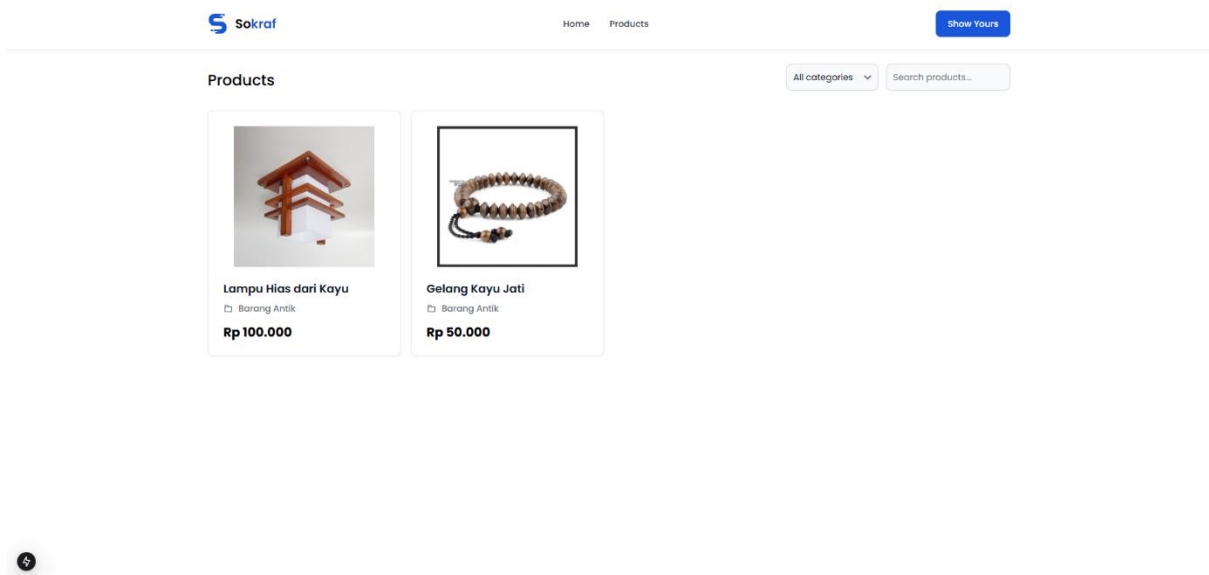 Sokraf
Home
Products
Show Yours
Products
All categories
Search products...
Lampu Hias dari Kayu
Barang Antik
Rp 100.000
Gelang Kayu Jati
Barang Antik
Rp 50.000